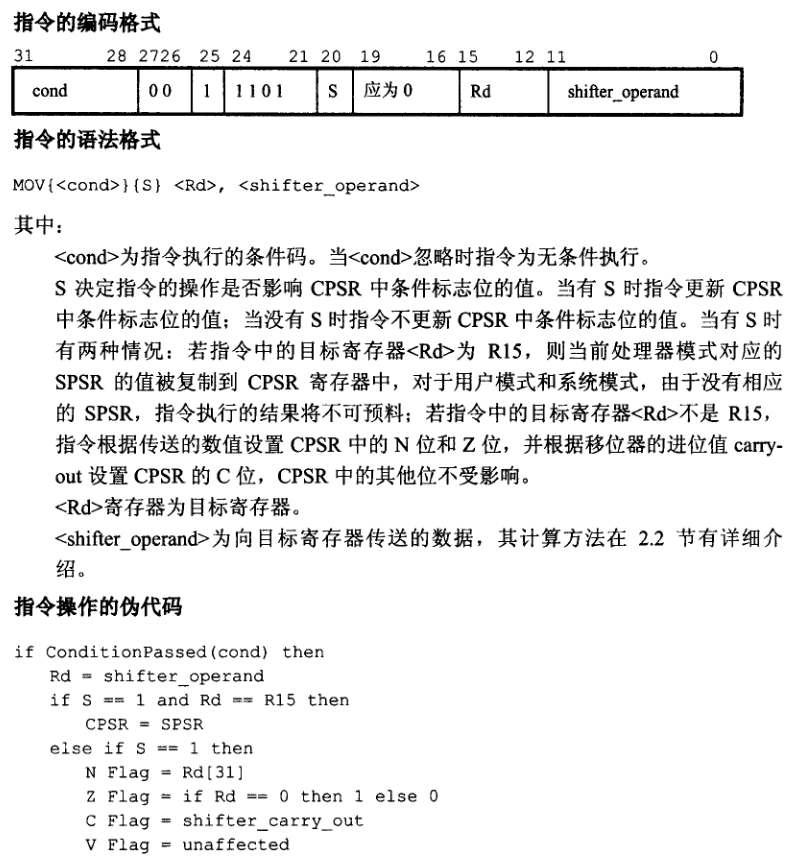 指令的编码格式
31 28 2726 25 24 21 20 19 16 15 12 11 0
cond 0 0 1 1 1 0 1 S 应为 0 Rd shifter_operand
指令的语法格式
MOV{<cond>}{S} <Rd>, <shifter_operand>
其中：
<cond>为指令执行的条件码。当<cond>忽略时指令为无条件执行。
S 决定指令的操作是否影响 CPSR 中条件标志位的值。当有 S 时指令更新 CPSR
中条件标志位的值；当没有 S 时指令不更新 CPSR 中条件标志位的值。当有 S 时
有两种情况：若指令中的目标寄存器<Rd>为 R15，则当前处理器模式对应的
SPSR 的值被复制到 CPSR 寄存器中，对于用户模式和系统模式，由于没有相应
的 SPSR，指令执行的结果将不可预料；若指令中的目标寄存器<Rd>不是 R15，
指令根据传送的数值设置 CPSR 中的 N 位和 Z 位，并根据移位器的进位值 carry-
out 设置 CPSR 的 C 位，CPSR 中的其他位不受影响。
<Rd>寄存器为目标寄存器。
<shifter_operand>为向目标寄存器传送的数据，其计算方法在 2.2 节有详细介
绍。
指令操作的伪代码
if ConditionPassed(cond) then
Rd = shifter_operand
if S == 1 and Rd == R15 then
CPSR = SPSR
else if S == 1 then
N Flag = Rd[31]
Z Flag = if Rd == 0 then 1 else 0
C Flag = shifter_carry_out
V Flag = unaffected